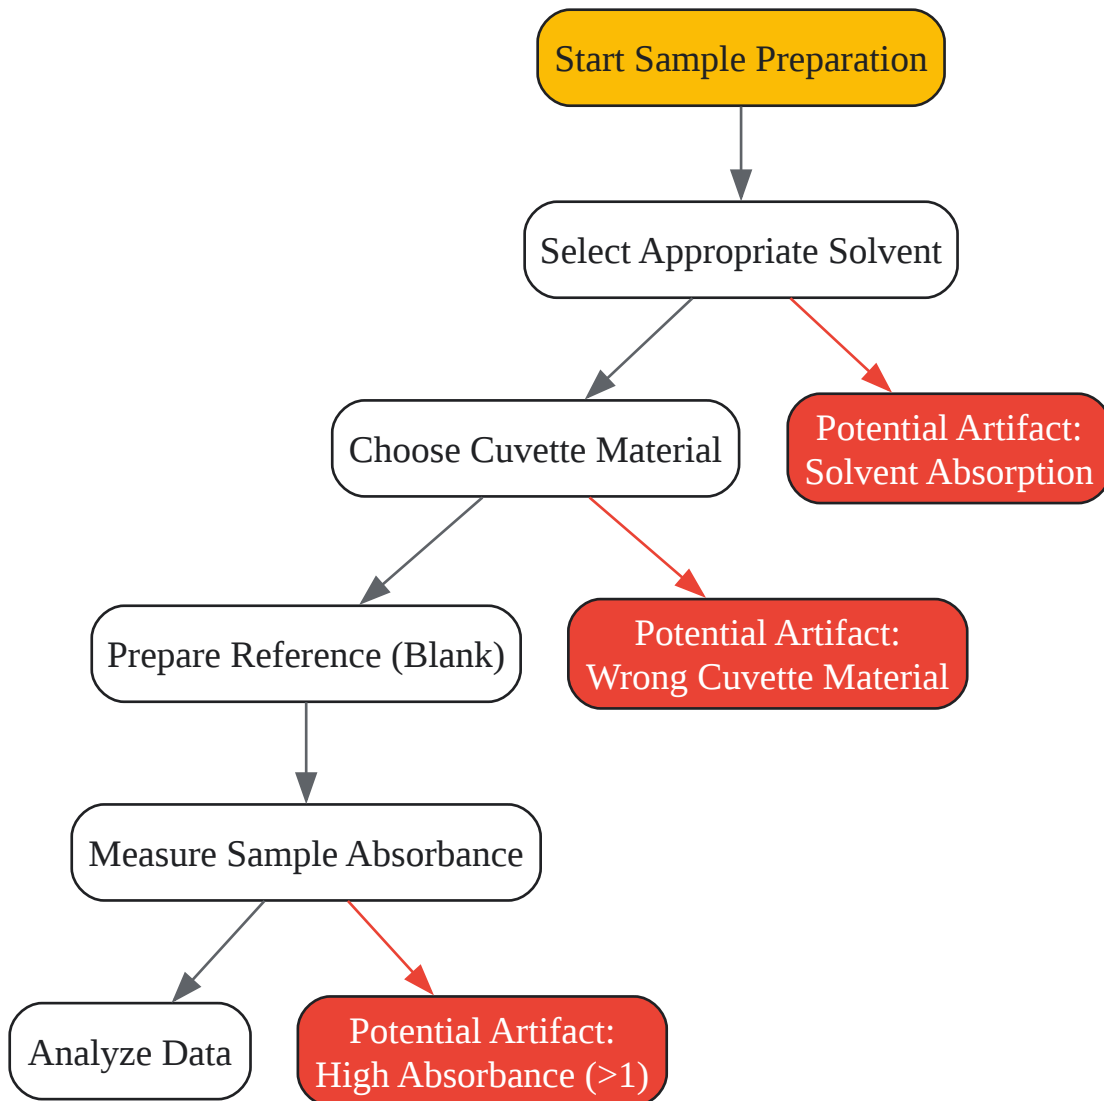 Start Sample Preparation
Select Appropriate Solvent
Potential Artifact:
Solvent Absorption
Choose Cuvette Material
Potential Artifact:
Wrong Cuvette Material
Prepare Reference (Blank)
Measure Sample Absorbance
Analyze Data
Potential Artifact:
High Absorbance (>1)